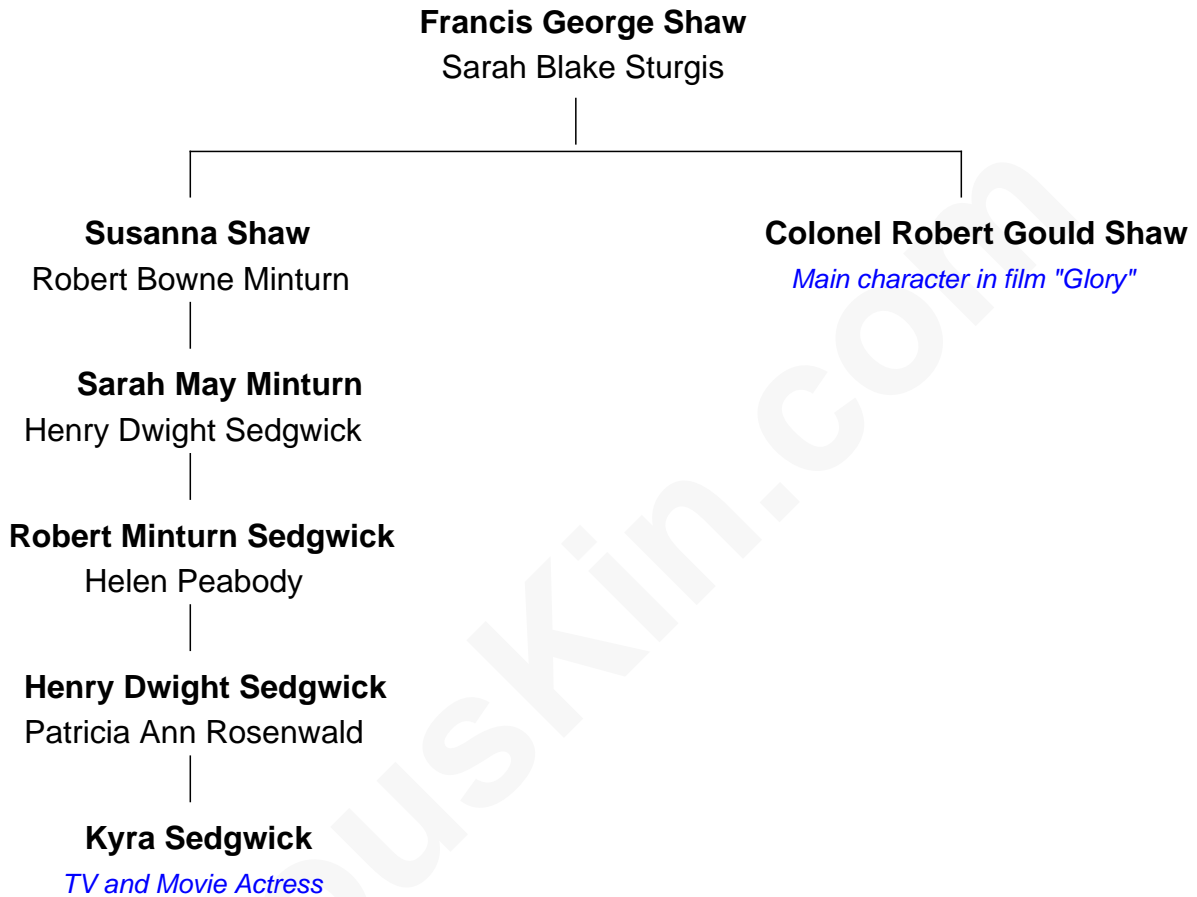 Francis George Shaw
Sarah Blake Sturgis
Susanna Shaw
Robert Bowne Minturn
Colonel Robert Gould Shaw
Main character in film "Glory"
Sarah May Minturn
Henry Dwight Sedgwick
Robert Minturn Sedgwick
Helen Peabody
Henry Dwight Sedgwick
Patricia Ann Rosenwald
Kyra Sedgwick
TV and Movie Actress
ousKin.com